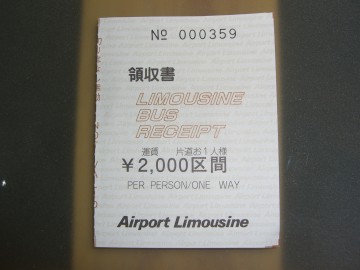 № 000359
領収書
LIMOUSINE
BUS
RECEIPT
運賃 片道お1人様
¥2,000区間
PER PERSON/ONE WAY
Airport Limousine